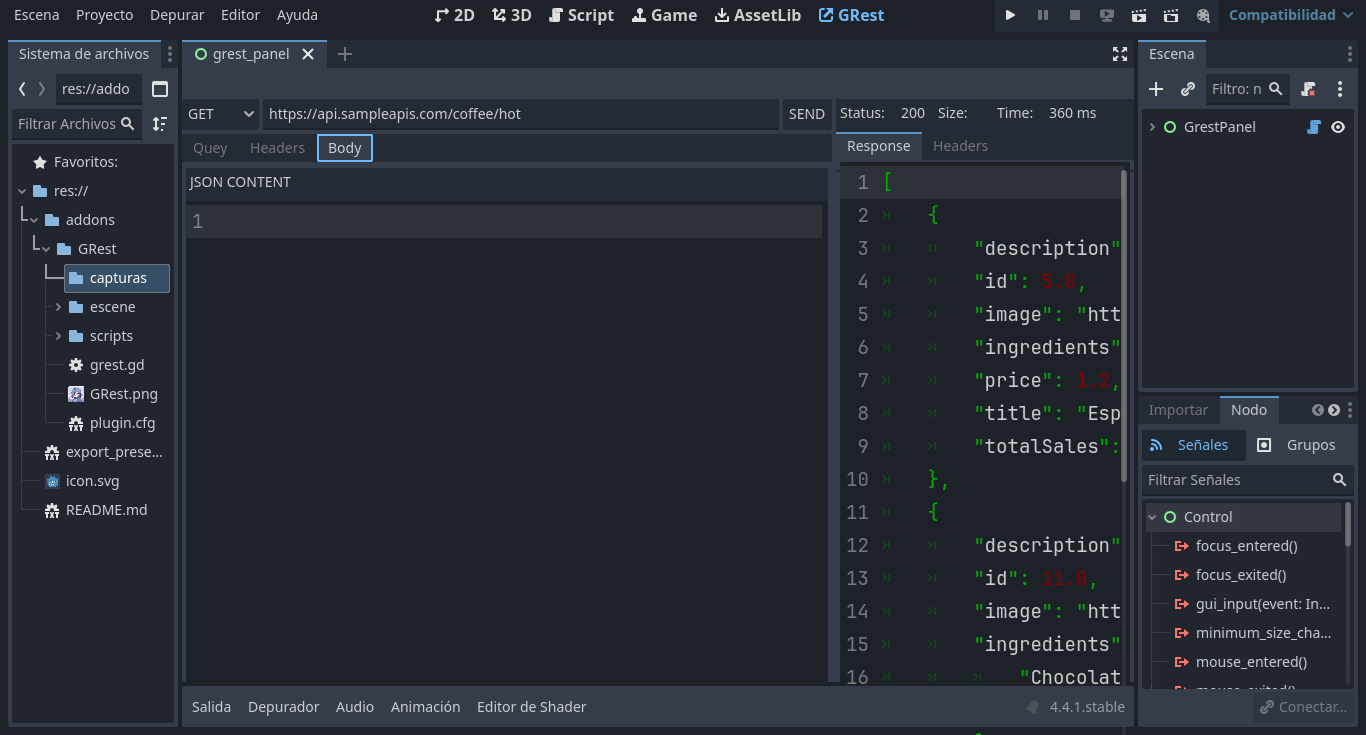 Escena Proyecto Depurar Editor Ayuda
2D 3D Script Game AssetLib GRest
Compatibilidad
Sistema de archivos
res://addo
Filtrar Archivos
Favoritos:
res://
addons
GRest
capturas
escene
scripts
grest.gd
GRest.png
plugin.cfg
export_prese...
icon.svg
README.md
grest_panel
GET https://api.sampleapis.com/coffee/hot SEND
Quey Headers Body
JSON CONTENT
1
Status: 200 Size: Time: 360 ms
Response Headers
1 [
2 {
3 "description"
4 "id": 5.0,
5 "image": "htt
6 "ingredients"
7 "price": 1.2,
8 "title": "Esp
9 "totalSales":
10 },
11 {
12 "description"
13 "id": 11.0,
14 "image": "htt
15 "ingredients"
16 "Chocolat
Salida Depurador Audio Animación Editor de Shader
4.4.1.stable
Escena
Filtro: n
GrestPanel
Importar Nodo
Señales Grupos
Filtrar Señales
Control
focus_entered()
focus_exited()
gui_input(event: In...
minimum_size_cha...
mouse_entered()
mouse_exited()
Conectar...